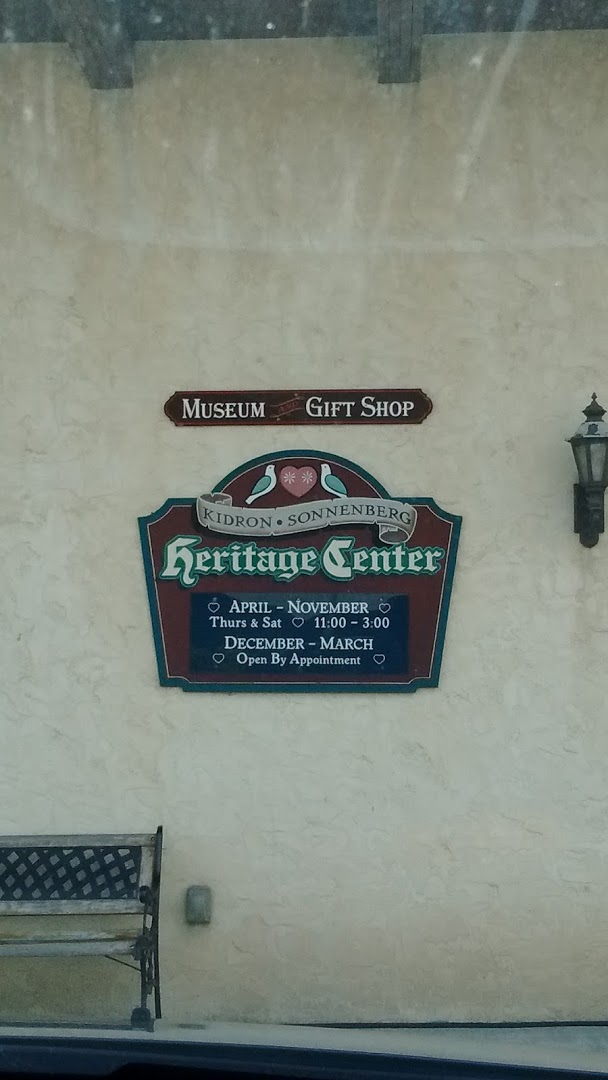 MUSEUM AND GIFT SHOP
KIDRON • SONNENBERG
Heritage Center
APRIL - NOVEMBER
Thurs & Sat ♡ 11:00 - 3:00
DECEMBER - MARCH
Open By Appointment